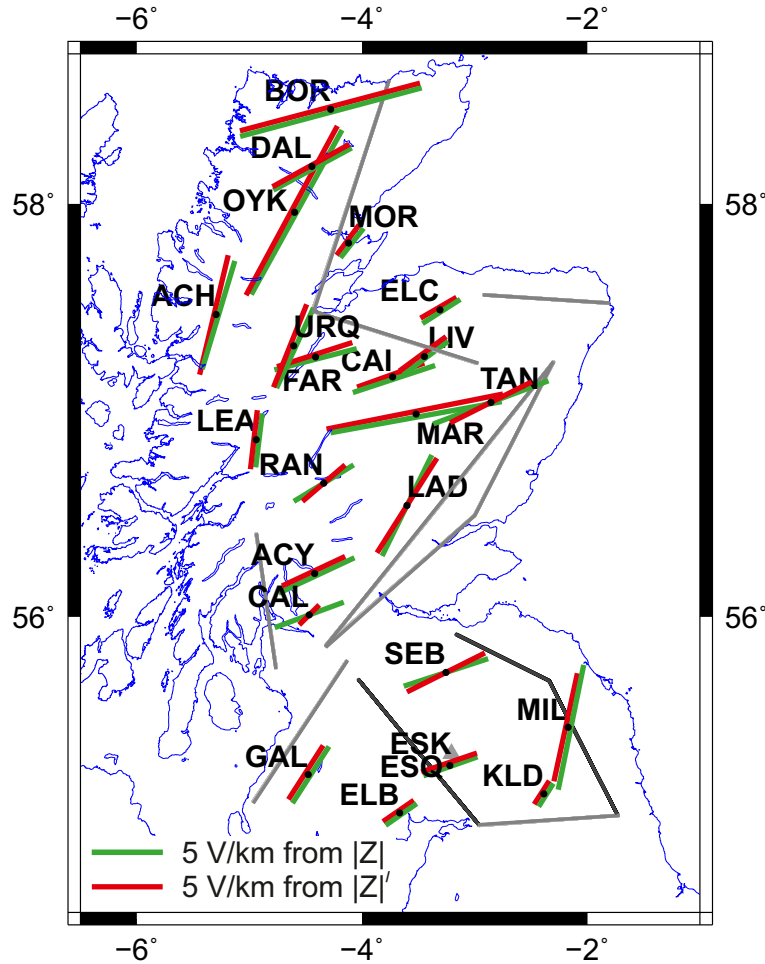 −6° −4° −2°
BOR
DAL
58° OYK MOR 58°
ACH ELC
URQ LIV
FAR CAI TAN
LEA MAR
RAN LAD
ACY
CAL
56° 56°
SEB
MIL
ESK
GAL ESQ KLD
ELB
5 V/km from |Z|
5 V/km from |Z|′
−6° −4° −2°